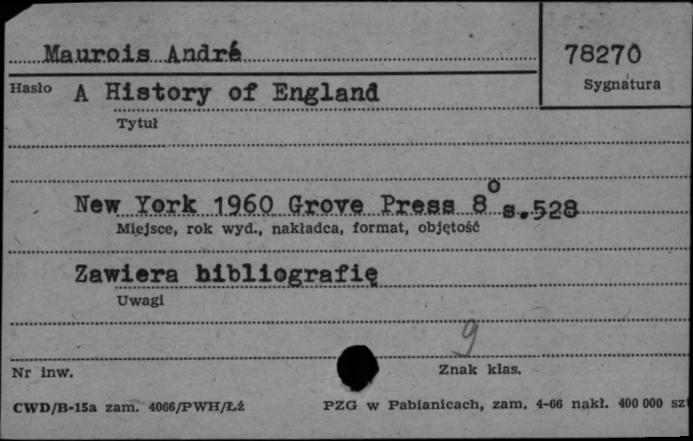 Maurois André
78270
Hasło
Sygnatura
A History of England
Tytuł
New York 1960 Grove Press 8° s.528
Miejsce, rok wyd., nakładca, format, objętość
Zawiera bibliografię
Uwagi
9
Nr inw.
Znak klas.
CWD/B-15a zam. 4066/PWH/Łź
PZG w Pabianicach, zam. 4-66 nakł. 400 000 szt